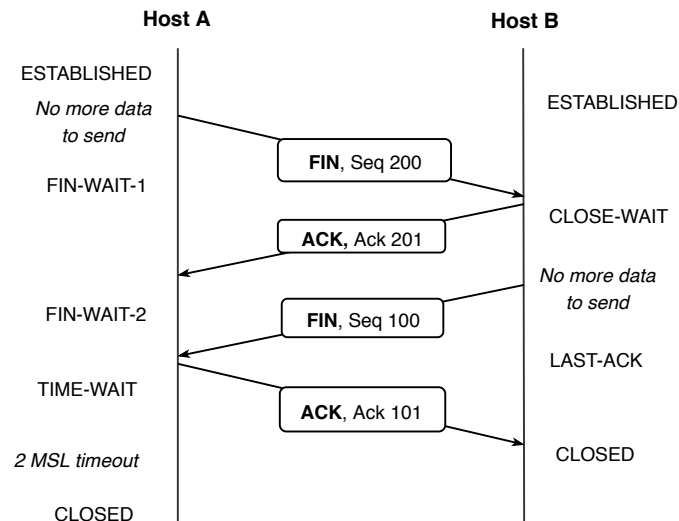 Host A
Host B
ESTABLISHED
ESTABLISHED
No more data
to send
FIN, Seq 200
FIN-WAIT-1
CLOSE-WAIT
ACK, Ack 201
No more data
to send
FIN-WAIT-2
FIN, Seq 100
LAST-ACK
TIME-WAIT
ACK, Ack 101
2 MSL timeout
CLOSED
CLOSED